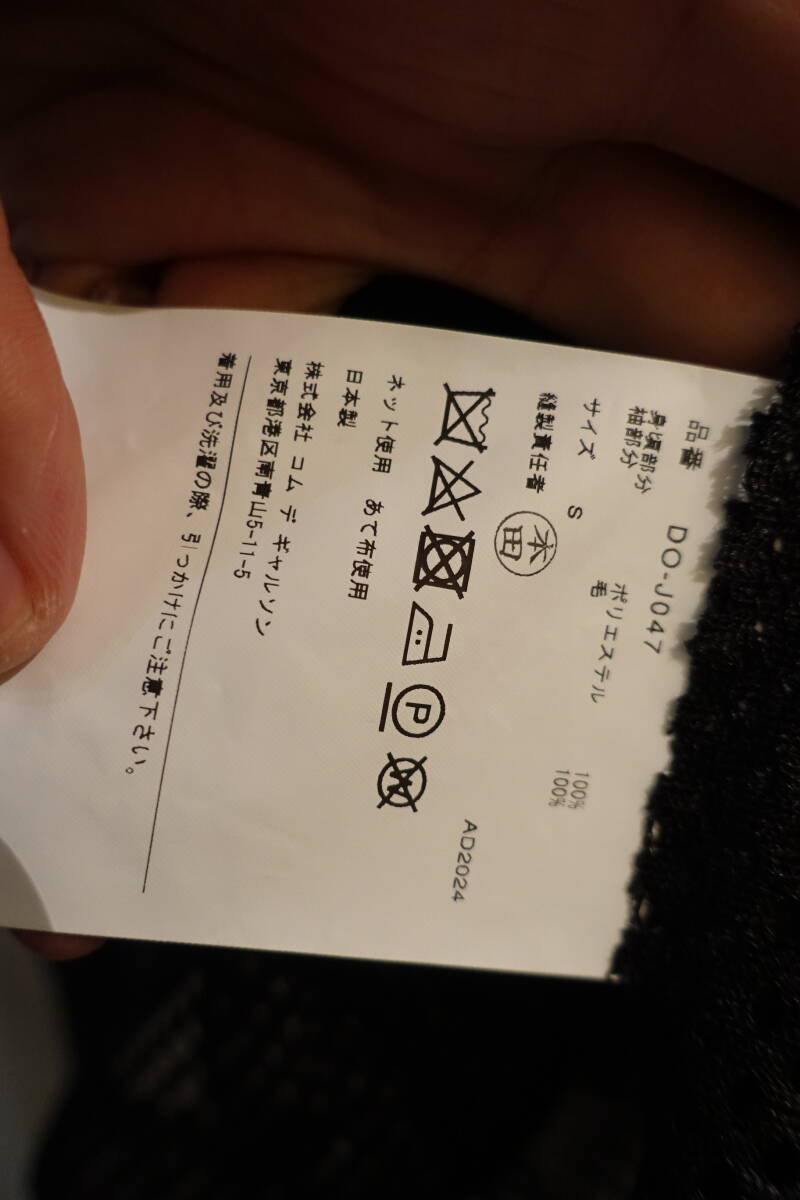 品番 DO-J047
身頃部分 ポリエステル 100%
袖部分 毛 100%
サイズ S
縫製責任者 本田
AD2024
P
W
ネット使用 あて布使用
日本製
株式会社 コム デ ギャルソン
東京都港区南青山5-11-5
着用及び洗濯の際、引っかけにご注意下さい。